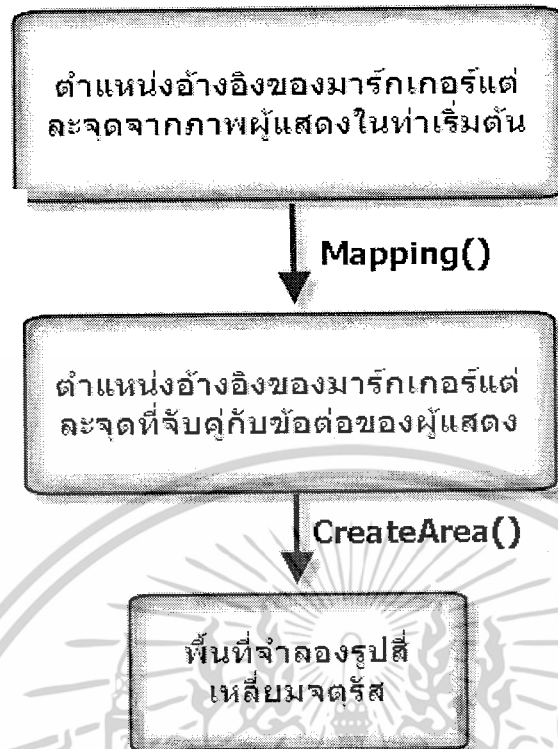 ตำแหน่งอ้างอิงของมาร์กเกอร์แต่
ละจุดจากภาพผู้แสดงในท่าเริ่มต้น
Mapping()
ตำแหน่งอ้างอิงของมาร์กเกอร์แต่
ละจุดที่จับคู่กับข้อต่อของผู้แสดง
CreateArea()
พื้นที่จำลองรูปสี่
เหลี่ยมจตุรัส